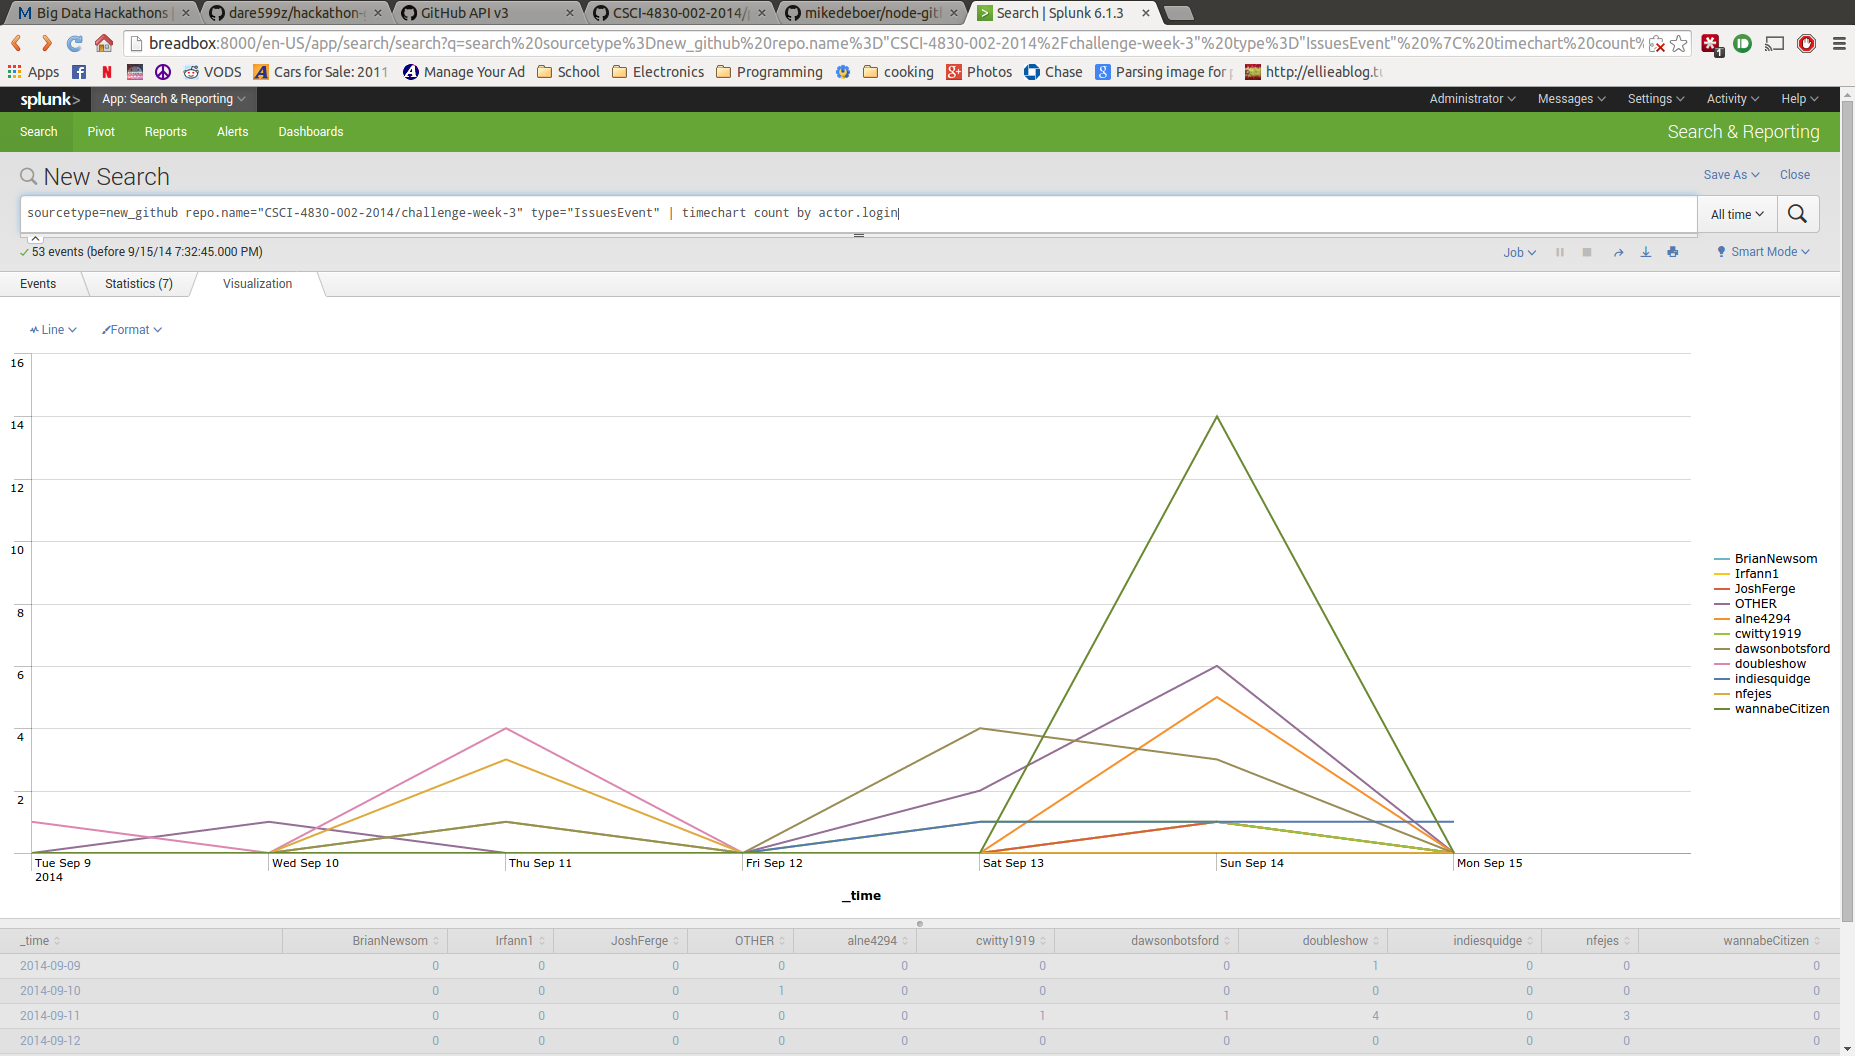 Big Data Hackathons |
dare599z/hackathon-
GitHub API v3
CSCI-4830-002-2014/
mikedeboer/node-git
Search | Splunk 6.1.3
breadbox:8000/en-US/app/search/search?q=search%20sourcetype%3Dnew_github%20repo.name%3D"CSCI-4830-002-2014%2Fchallenge-week-3"%20type%3D"IssuesEvent"%20%7C%20timechart%20count%
Apps
VODS
Cars for Sale: 2011
Manage Your Ad
School
Electronics
Programming
cooking
Photos
Chase
Parsing image for
http://ellieablog.tu
splunk>
App: Search & Reporting
Administrator
Messages
Settings
Activity
Help
Search
Pivot
Reports
Alerts
Dashboards
Search & Reporting
New Search
Save As
Close
sourcetype=new_github repo.name="CSCI-4830-002-2014/challenge-week-3" type="IssuesEvent" | timechart count by actor.login
All time
53 events (before 9/15/14 7:32:45.000 PM)
Job
Smart Mode
Events
Statistics (7)
Visualization
Line
Format
16
14
12
10
8
6
4
2
BrianNewsom
Irfann1
JoshFerge
OTHER
alne4294
cwitty1919
dawsonbotsford
doubleshow
indiesquidge
nfejes
wannabeCitizen
Tue Sep 9
2014
Wed Sep 10
Thu Sep 11
Fri Sep 12
Sat Sep 13
Sun Sep 14
Mon Sep 15
_time
_time BrianNewsom Irfann1 JoshFerge OTHER alne4294 cwitty1919 dawsonbotsford doubleshow indiesquidge nfejes wannabeCitizen
2014-09-09 0 0 0 0 0 0 0 1 0 0 0
2014-09-10 0 0 0 1 0 0 0 0 0 0 0
2014-09-11 0 0 0 0 0 1 1 4 0 3 0
2014-09-12 0 0 0 0 0 0 0 0 0 0 0